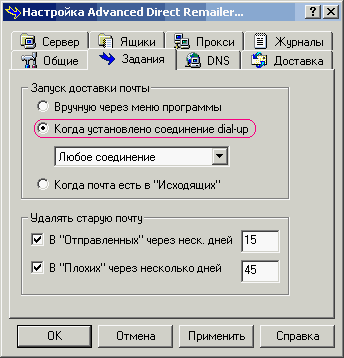 Настройка Advanced Direct Remailer...
Сервер Ящики Прокси Журналы
Общие Задания DNS Доставка
Запуск доставки почты
Вручную через меню программы
Когда установлено соединение dial-up
Любое соединение
Когда почта есть в "Исходящих"
Удалять старую почту
В "Отправленных" через неск. дней 15
В "Плохих" через несколько дней 45
OK Отмена Применить Справка